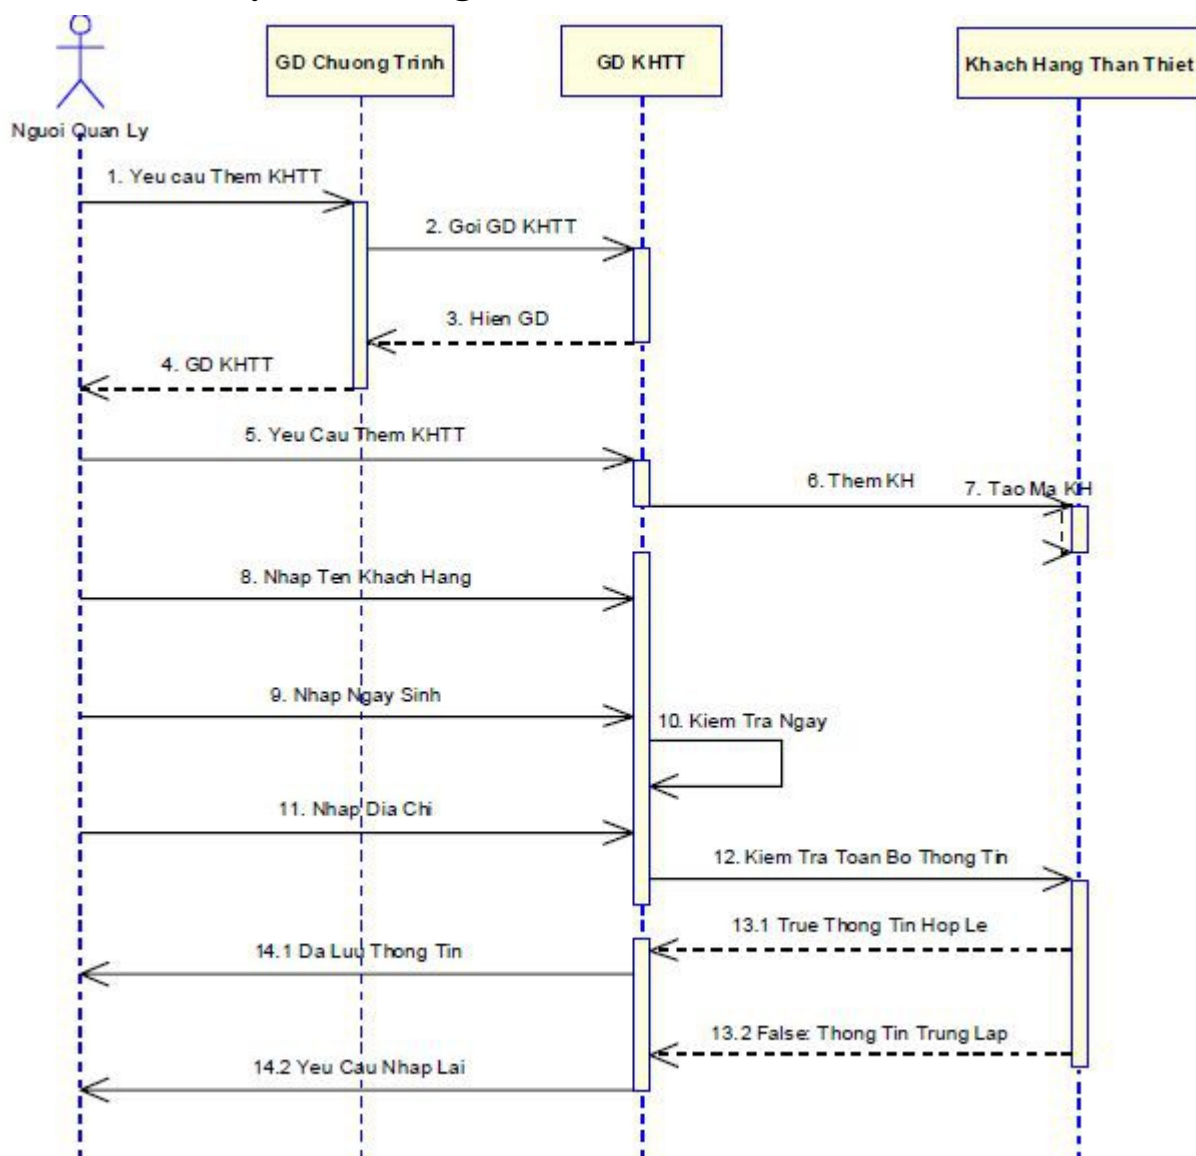 GD Chuong Trinh
GD KHTT
Khach Hang Than Thiet
Nguoi Quan Ly
1. Yeu cau Them KHTT
2. Goi GD KHTT
3. Hien GD
4. GD KHTT
5. Yeu Cau Them KHTT
6. Them KH
7. Tao Ma KH
8. Nhap Ten Khach Hang
9. Nhap Ngay Sinh
10. Kiem Tra Ngay
11. Nhap Dia Chi
12. Kiem Tra Toan Bo Thong Tin
13.1 True Thong Tin Hop Le
14.1 Da Luu Thong Tin
13.2 False: Thong Tin Trung Lap
14.2 Yeu Cau Nhap Lai